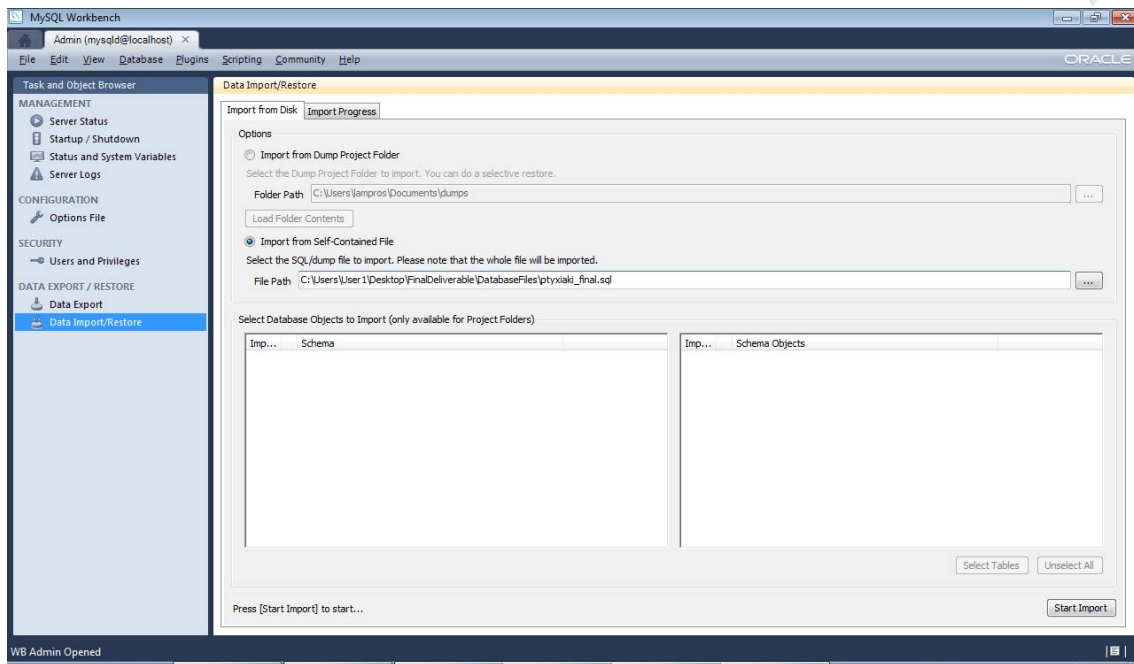 MySQL Workbench
Admin (mysqld@localhost) ×
File Edit View Database Plugins Scripting Community Help
ORACLE
Task and Object Browser
MANAGEMENT
Server Status
Startup / Shutdown
Status and System Variables
Server Logs
CONFIGURATION
Options File
SECURITY
Users and Privileges
DATA EXPORT / RESTORE
Data Export
Data Import/Restore
Data Import/Restore
Import from Disk Import Progress
Options
Import from Dump Project Folder
Select the Dump Project Folder to import. You can do a selective restore.
Folder Path C:\Users\lampros\Documents\dumps ...
Load Folder Contents
Import from Self-Contained File
Select the SQL/dump file to import. Please note that the whole file will be imported.
File Path C:\Users\User1\Desktop\FinalDeliverable\DatabaseFiles\ptyxiaki_final.sql ...
Select Database Objects to Import (only available for Project Folders)
Imp... Schema
Imp... Schema Objects
Select Tables Unselect All
Press [Start Import] to start...
Start Import
WB Admin Opened